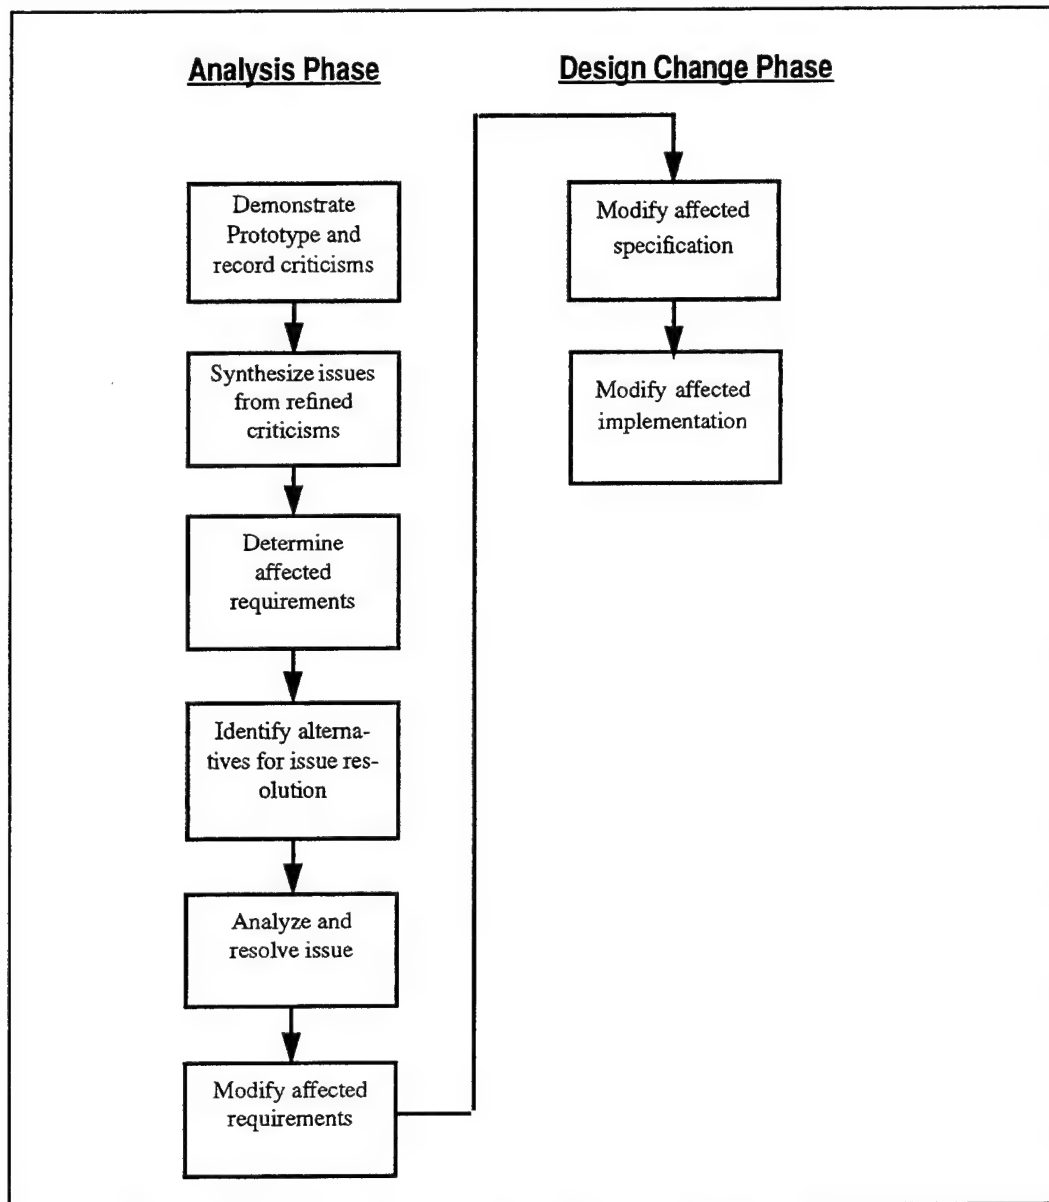 Analysis Phase
Demonstrate
Prototype and
record criticisms
Synthesize issues
from refined
criticisms
Determine
affected
requirements
Identify alterna-
tives for issue res-
olution
Analyze and
resolve issue
Modify affected
requirements
Design Change Phase
Modify affected
specification
Modify affected
implementation